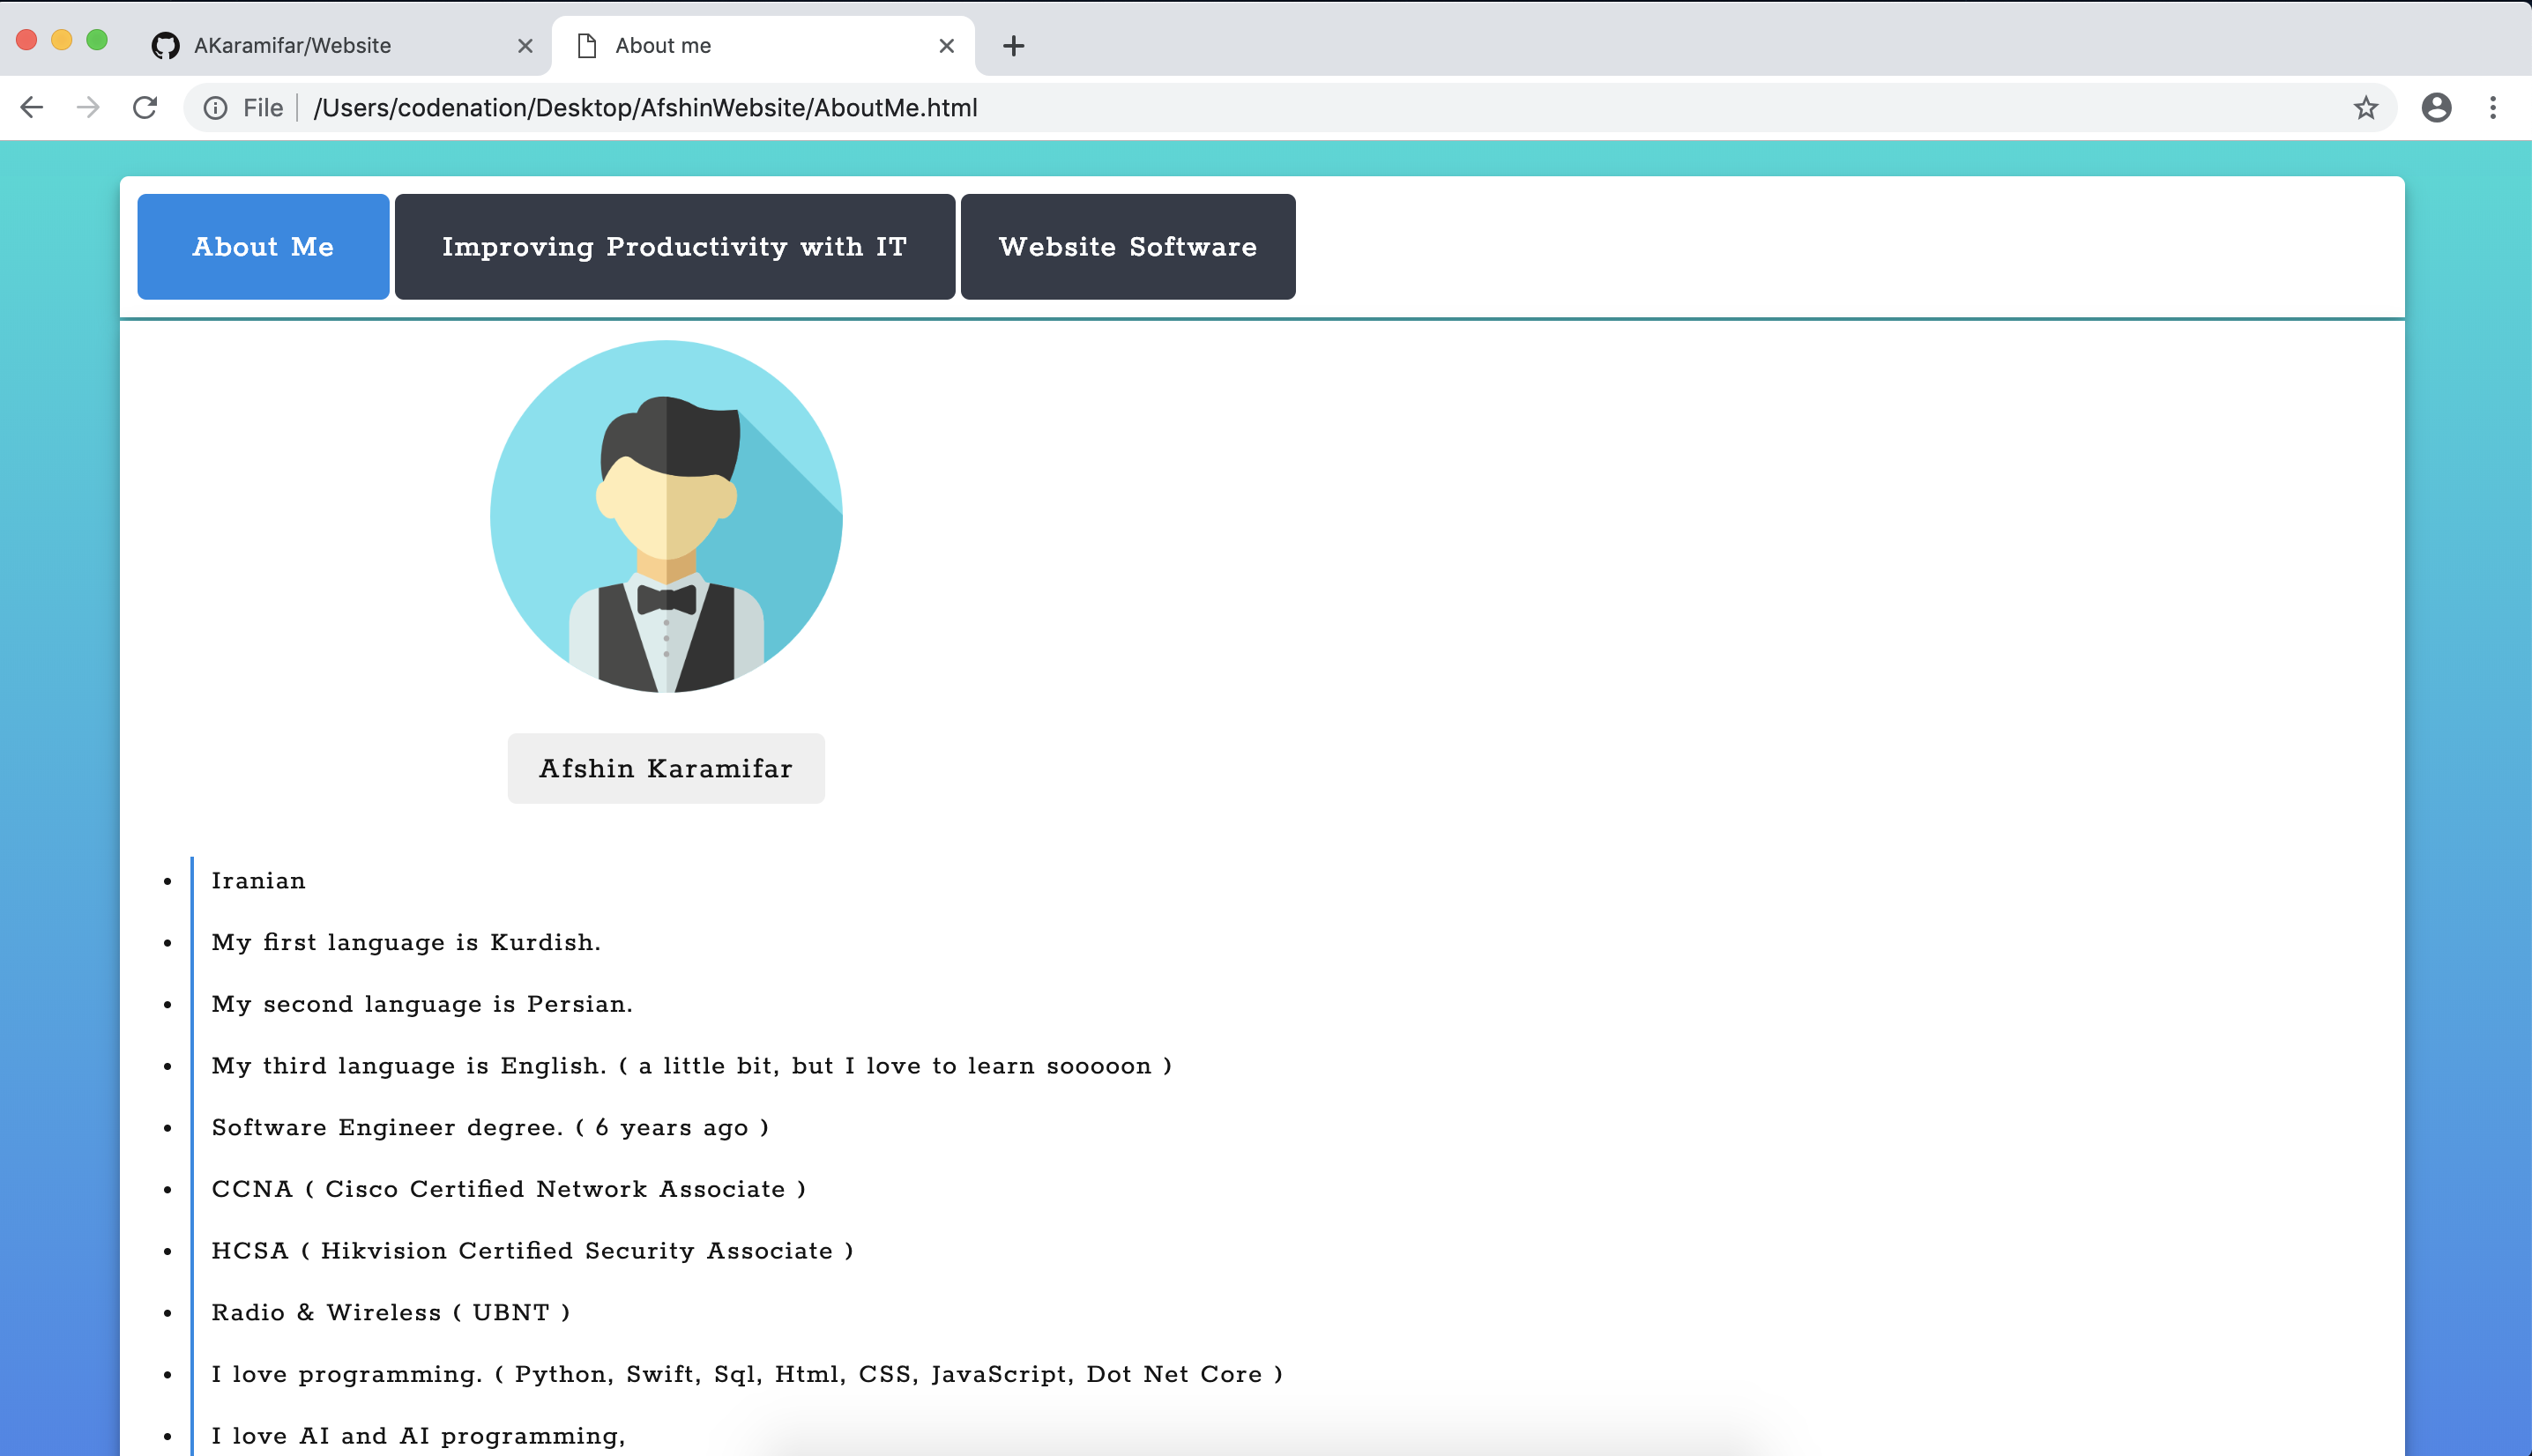 AKaramifar/Website
About me
File /Users/codenation/Desktop/AfshinWebsite/AboutMe.html
About Me Improving Productivity with IT Website Software
Afshin Karamifar
• Iranian
• My first language is Kurdish.
• My second language is Persian.
• My third language is English. ( a little bit, but I love to learn sooooon )
• Software Engineer degree. ( 6 years ago )
• CCNA ( Cisco Certified Network Associate )
• HCSA ( Hikvision Certified Security Associate )
• Radio & Wireless ( UBNT )
• I love programming. ( Python, Swift, Sql, Html, CSS, JavaScript, Dot Net Core )
• I love AI and AI programming,